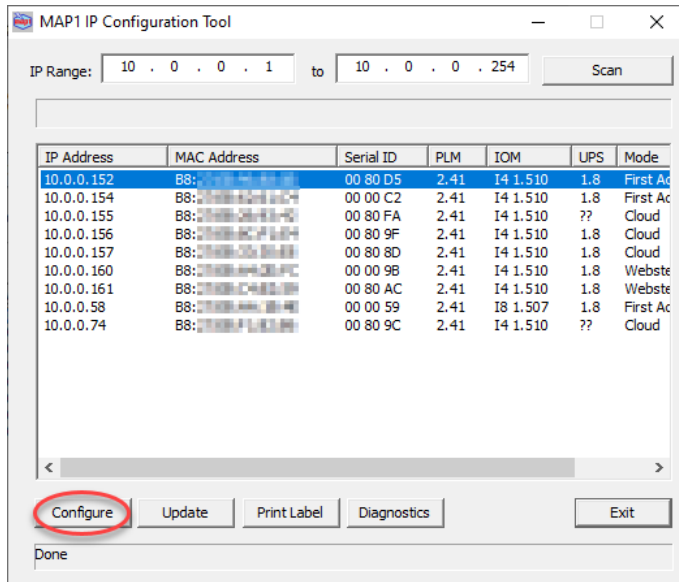 MAP1 IP Configuration Tool
IP Range: 10 . 0 . 0 . 1 to 10 . 0 . 0 . 254 Scan
IP Address MAC Address Serial ID PLM IOM UPS Mode
10.0.0.152 B8: 00 80 D5 2.41 I4 1.510 1.8 First Ac
10.0.0.154 B8: 00 00 C2 2.41 I4 1.510 1.8 First Ac
10.0.0.155 B8: 00 80 FA 2.41 I4 1.510 ?? Cloud
10.0.0.156 B8: 00 80 9F 2.41 I4 1.510 1.8 Cloud
10.0.0.157 B8: 00 80 8D 2.41 I4 1.510 1.8 Cloud
10.0.0.160 B8: 00 00 9B 2.41 I4 1.510 1.8 Webste
10.0.0.161 B8: 00 80 AC 2.41 I4 1.510 1.8 Webste
10.0.0.58 B8: 00 00 59 2.41 I8 1.507 1.8 First Ac
10.0.0.74 B8: 00 80 9C 2.41 I4 1.510 ?? Cloud
Configure Update Print Label Diagnostics Exit
Done